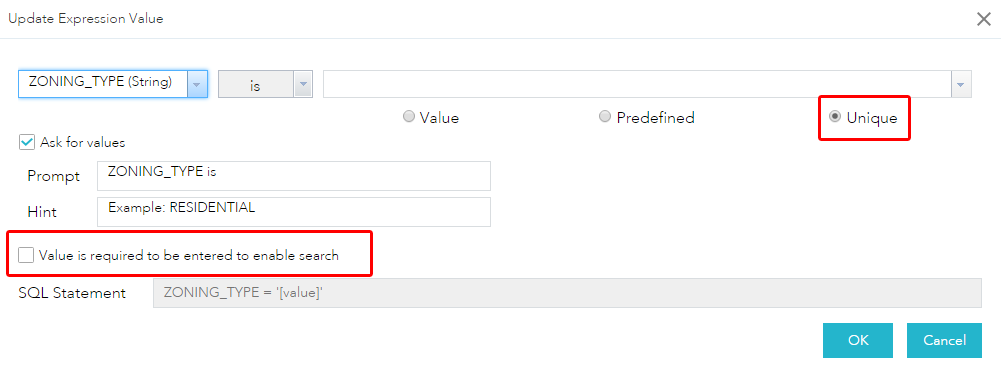 Update Expression Value
ZONING_TYPE (String) is
Value Predefined Unique
Ask for values
Prompt ZONING_TYPE is
Hint Example: RESIDENTIAL
Value is required to be entered to enable search
SQL Statement ZONING_TYPE = '[value]'
OK Cancel